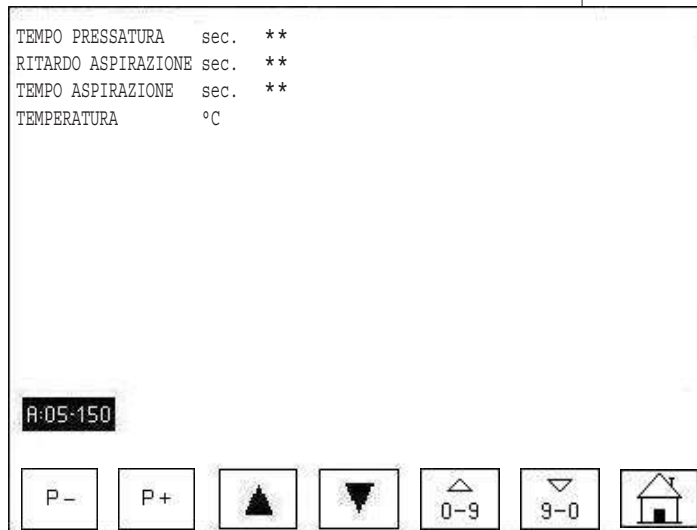 TEMPO PRESSATURA sec. **
RITARDO ASPIRAZIONE sec. **
TEMPO ASPIRAZIONE sec. **
TEMPERATURA °C
A:05-150
P- P+ 0-9 9-0